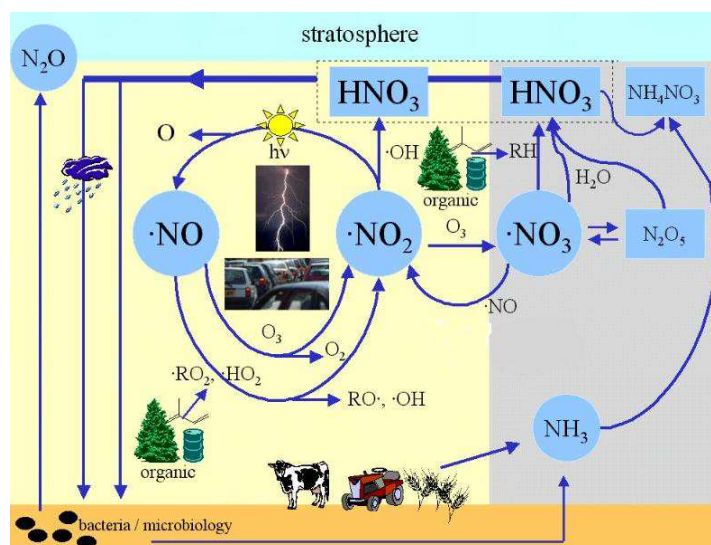 stratosphere
N₂O
HNO₃
HNO₃
NH₄NO₃
O
hν
·OH
organic
RH
H₂O
·NO
·NO₂
O₃
·NO₃
N₂O₅
·NO
O₃
O₂
·RO₂, ·HO₂
RO·, ·OH
organic
NH₃
bacteria / microbiology